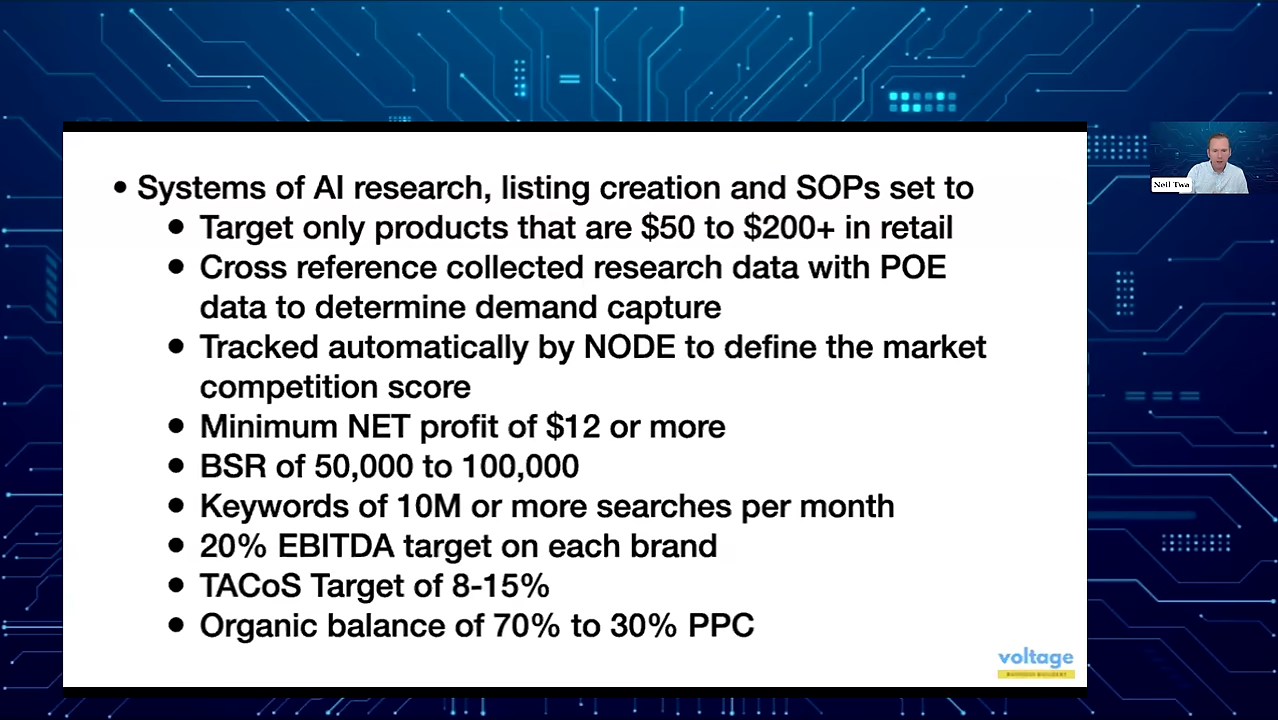 • Systems of AI research, listing creation and SOPs set to
• Target only products that are $50 to $200+ in retail
• Cross reference collected research data with POE
data to determine demand capture
• Tracked automatically by NODE to define the market
competition score
• Minimum NET profit of $12 or more
• BSR of 50,000 to 100,000
• Keywords of 10M or more searches per month
• 20% EBITDA target on each brand
• TACoS Target of 8-15%
• Organic balance of 70% to 30% PPC
Neil Twa
voltage